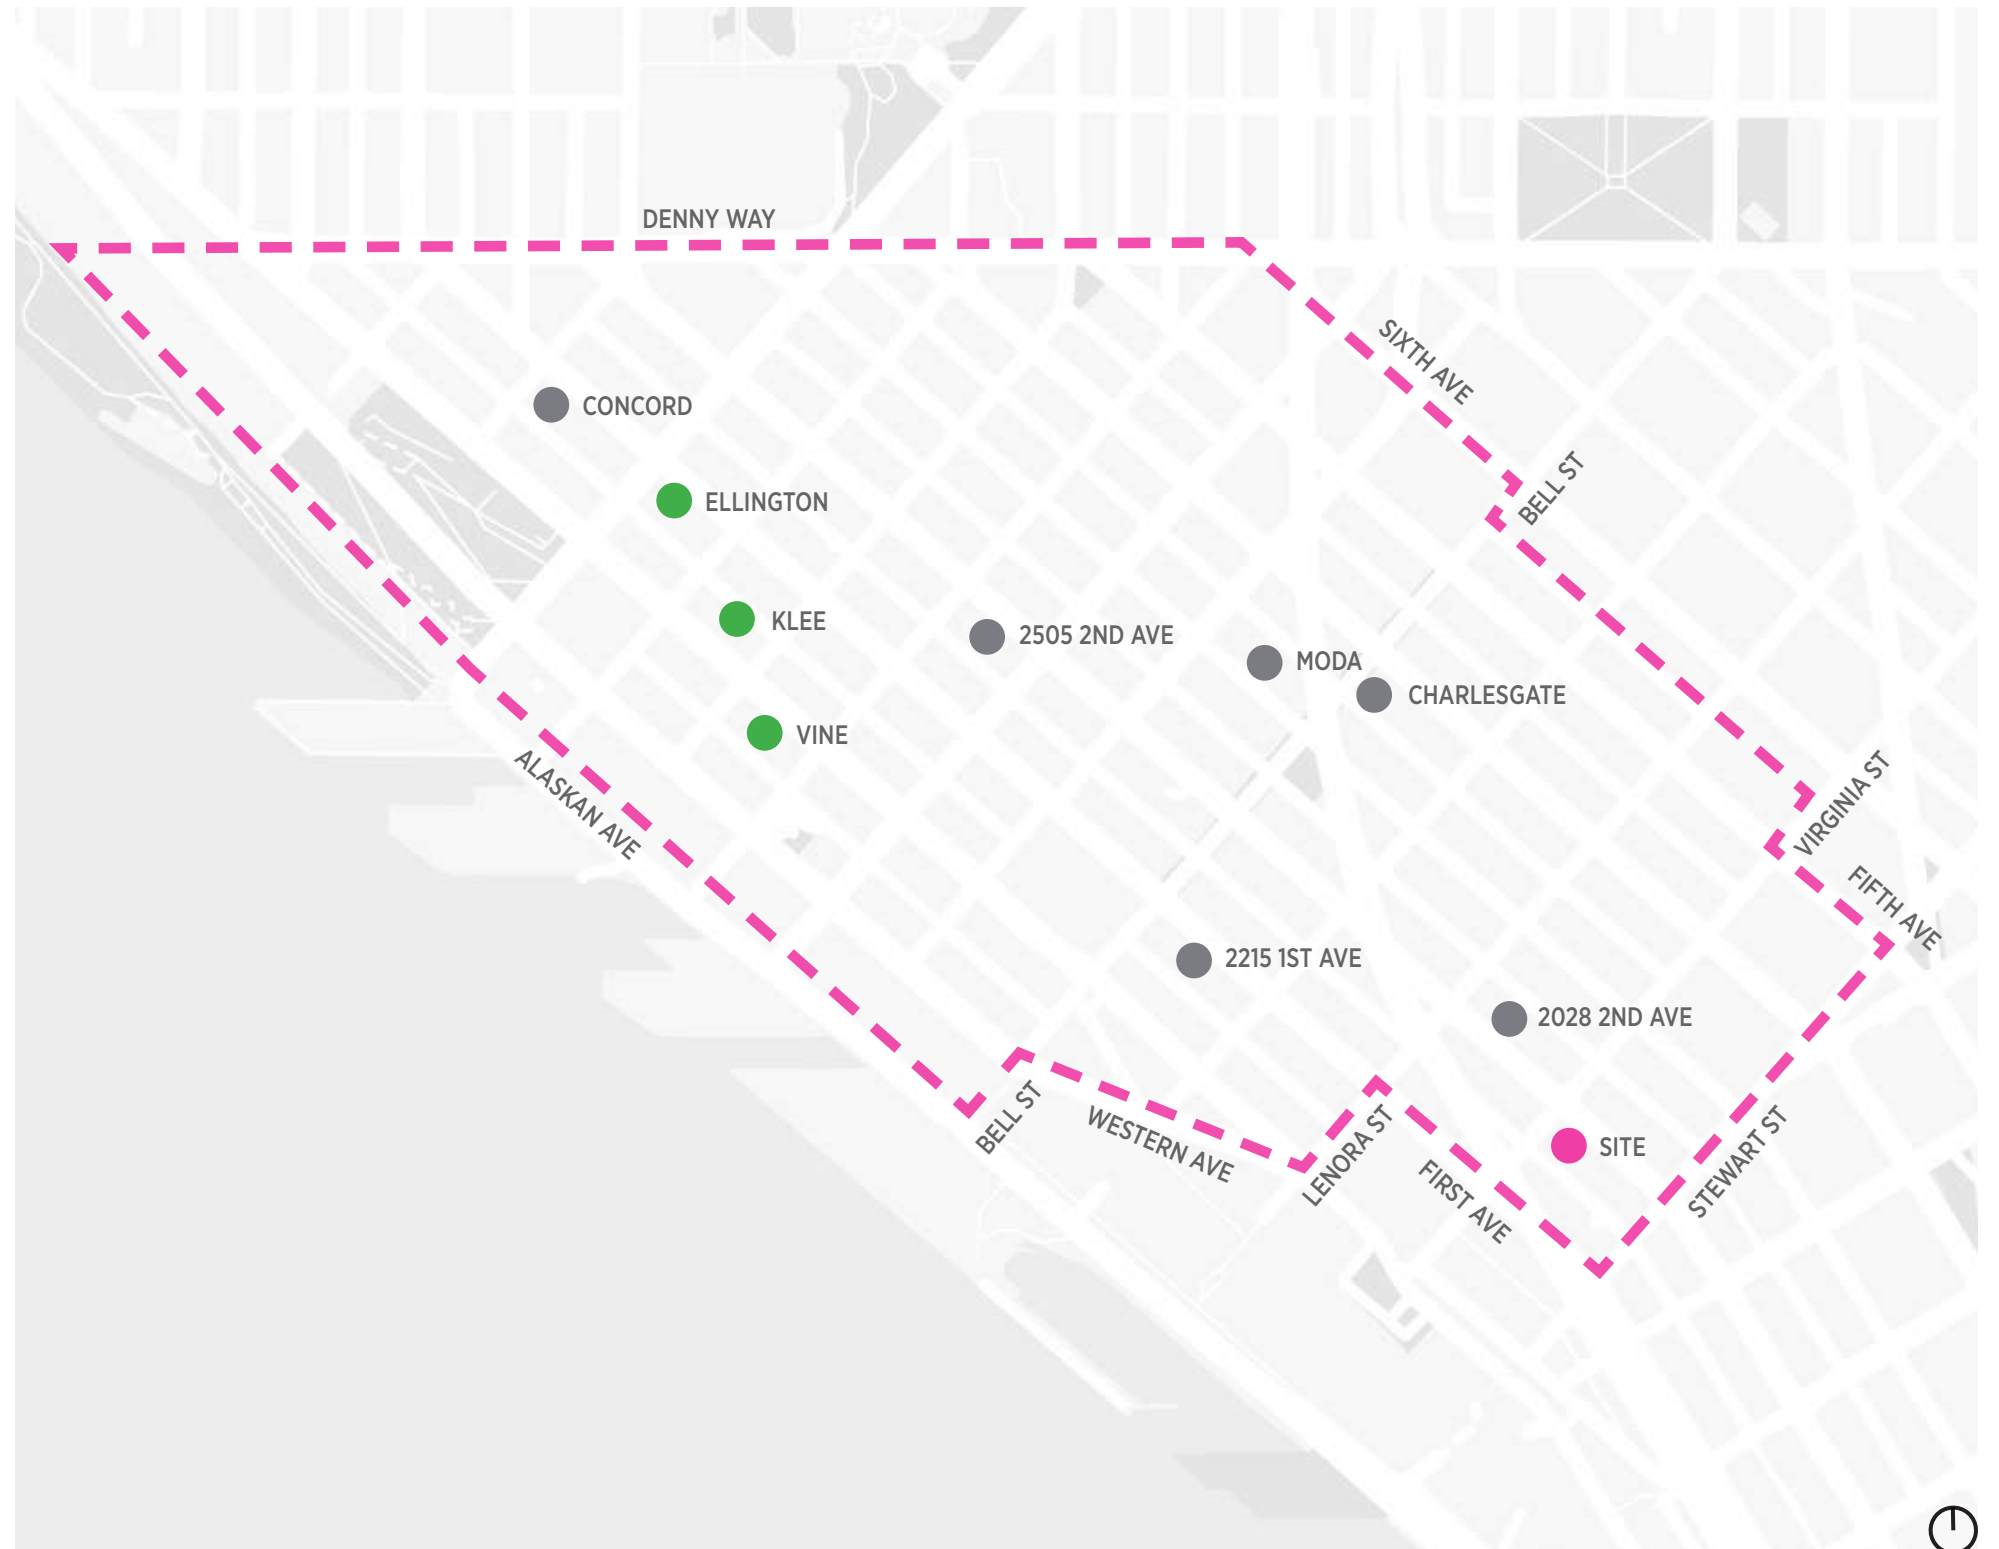 DENNY WAY
SIXTH AVE
CONCORD
BELL ST
ELLINGTON
KLEE
2505 2ND AVE
MODA
CHARLESGATE
VINE
ALASKAN AVE
VIRGINIA ST
FIFTH AVE
2215 1ST AVE
2028 2ND AVE
BELL ST
WESTERN AVE
LENORA ST
FIRST AVE
SITE
STEWART ST